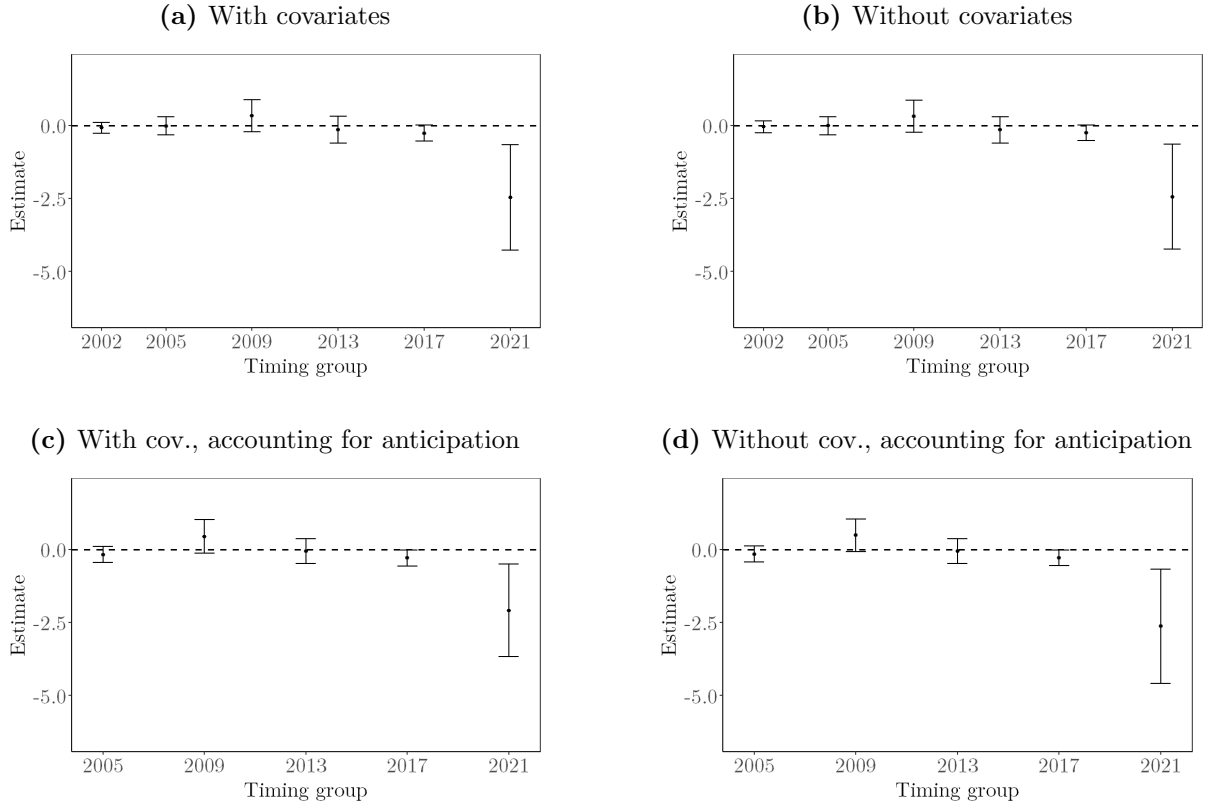 (a) With covariates
0.0
-2.5
-5.0
Estimate
2002 2005 2009 2013 2017 2021
Timing group
(b) Without covariates
0.0
-2.5
-5.0
Estimate
2002 2005 2009 2013 2017 2021
Timing group
(c) With cov., accounting for anticipation
0.0
-2.5
-5.0
Estimate
2005 2009 2013 2017 2021
Timing group
(d) Without cov., accounting for anticipation
0.0
-2.5
-5.0
Estimate
2005 2009 2013 2017 2021
Timing group